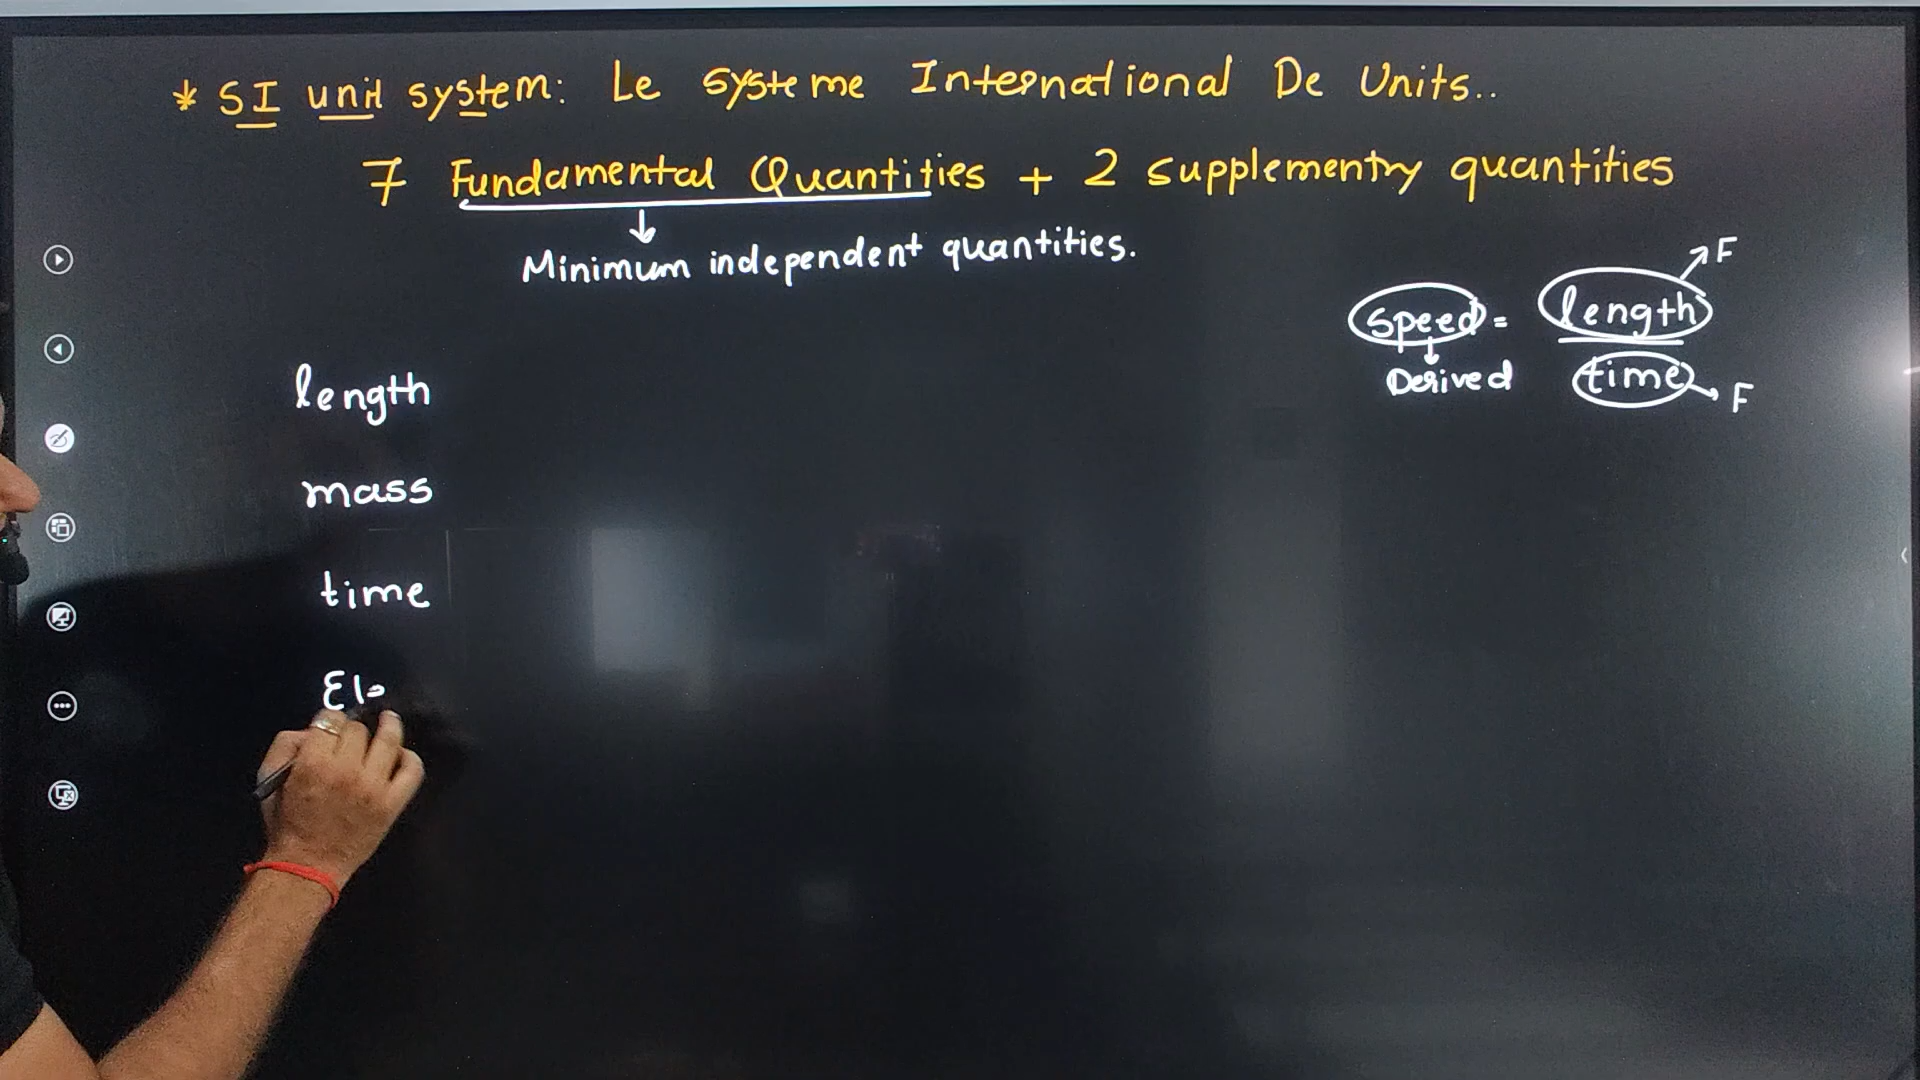 * SI unit system: Le systeme International De Units..
7 Fundamental Quantities + 2 supplementry quantities
Minimum independent quantities.
F
speed = length
time
F
Derived
length
mass
time
Ele